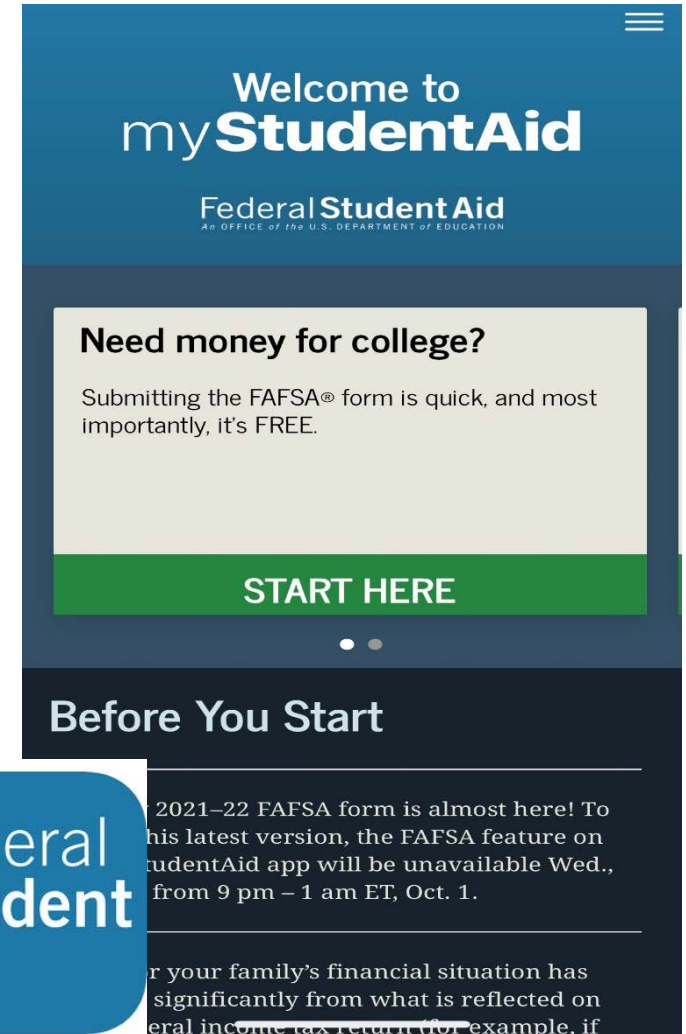 Welcome to
myStudentAid
Federal Student Aid
An OFFICE of the U.S. DEPARTMENT of EDUCATION
Need money for college?
Submitting the FAFSA® form is quick, and most
importantly, it's FREE.
START HERE
Before You Start
2021–22 FAFSA form is almost here! To
his latest version, the FAFSA feature on
tudentAid app will be unavailable Wed.,
from 9 pm – 1 am ET, Oct. 1.
eral
dent
r your family's financial situation has
significantly from what is reflected on
eral income tax return (for example, if